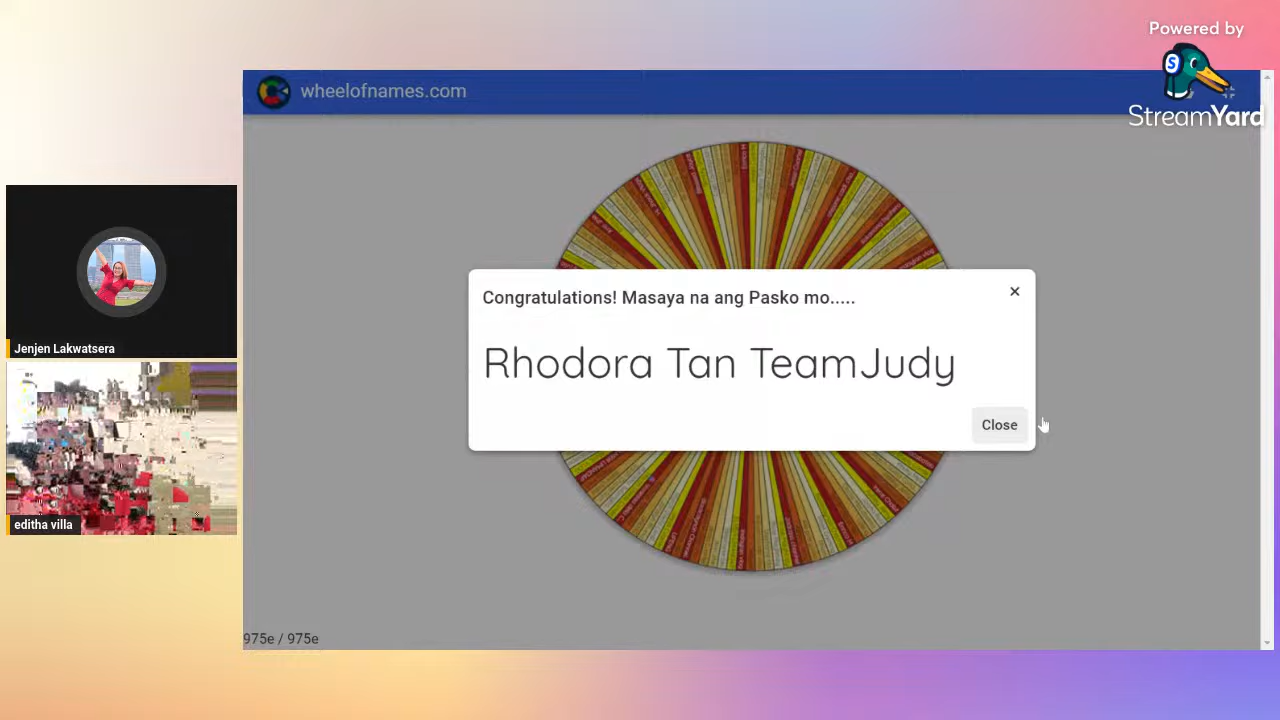 Powered by
StreamYard
wheelofnames.com
Congratulations! Masaya na ang Pasko mo.....
Rhodora Tan TeamJudy
Close
Jenjen Lakwatsera
editha villa
975e / 975e